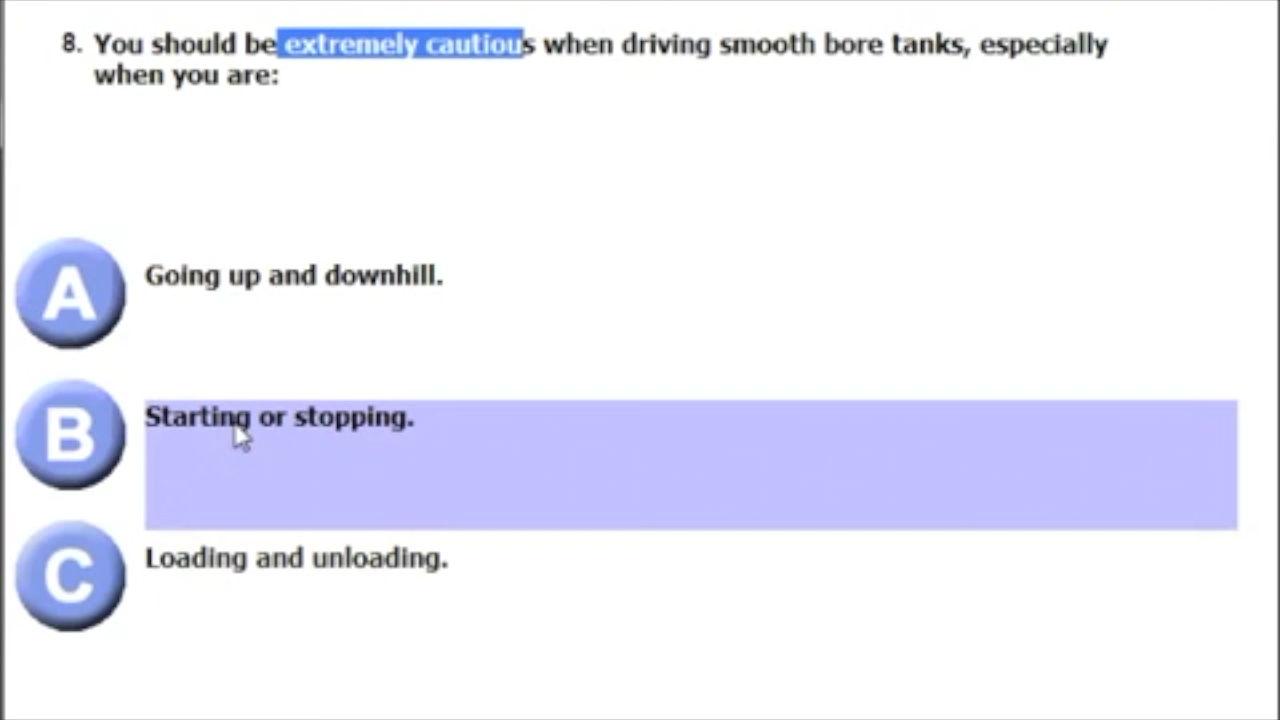 8. You should be extremely cautious when driving smooth bore tanks, especially
when you are:
A Going up and downhill.
B Starting or stopping.
C Loading and unloading.